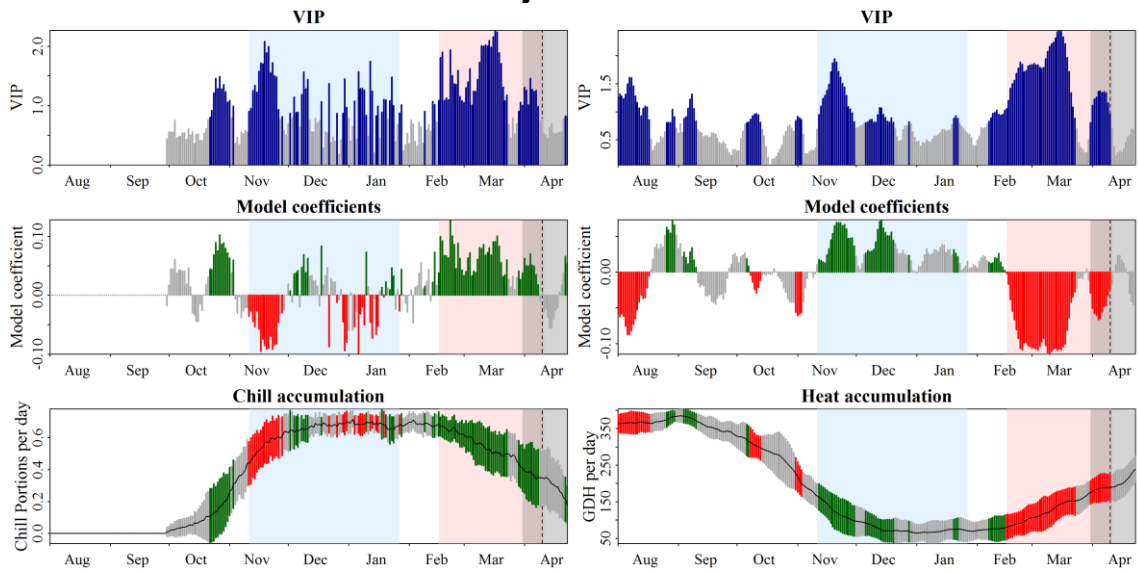 VIP
VIP
2.0
1.0
0.0
VIP
Aug Sep Oct Nov Dec Jan Feb Mar Apr
1.5
0.5
VIP
Aug Sep Oct Nov Dec Jan Feb Mar Apr
Model coefficients
Model coefficients
0.10
0.00
-0.10
Model coefficient
Aug Sep Oct Nov Dec Jan Feb Mar Apr
0.00
-0.10
Model coefficient
Aug Sep Oct Nov Dec Jan Feb Mar Apr
Chill accumulation
Heat accumulation
0.6
0.4
0.2
0.0
Chill Portions per day
Aug Sep Oct Nov Dec Jan Feb Mar Apr
350
250
150
50
GDH per day
Aug Sep Oct Nov Dec Jan Feb Mar Apr